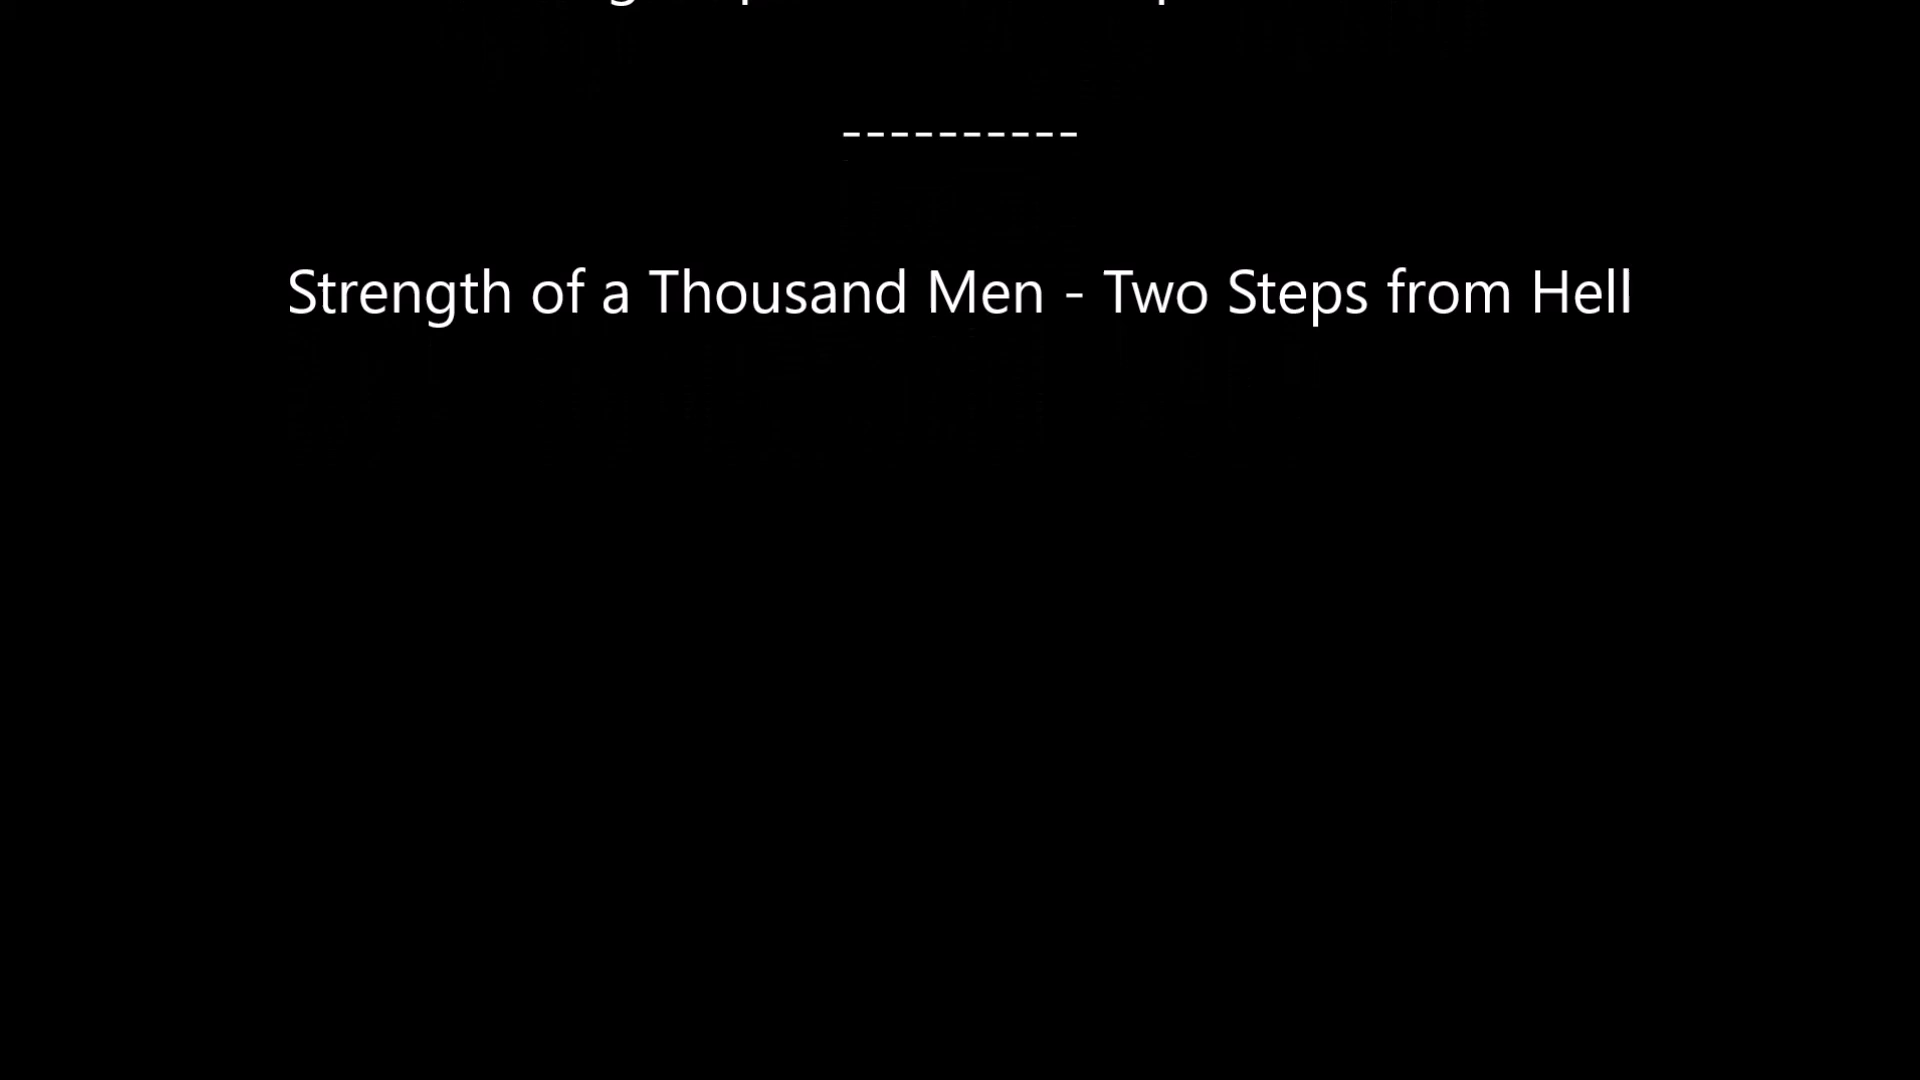 ----------
Strength of a Thousand Men - Two Steps from Hell